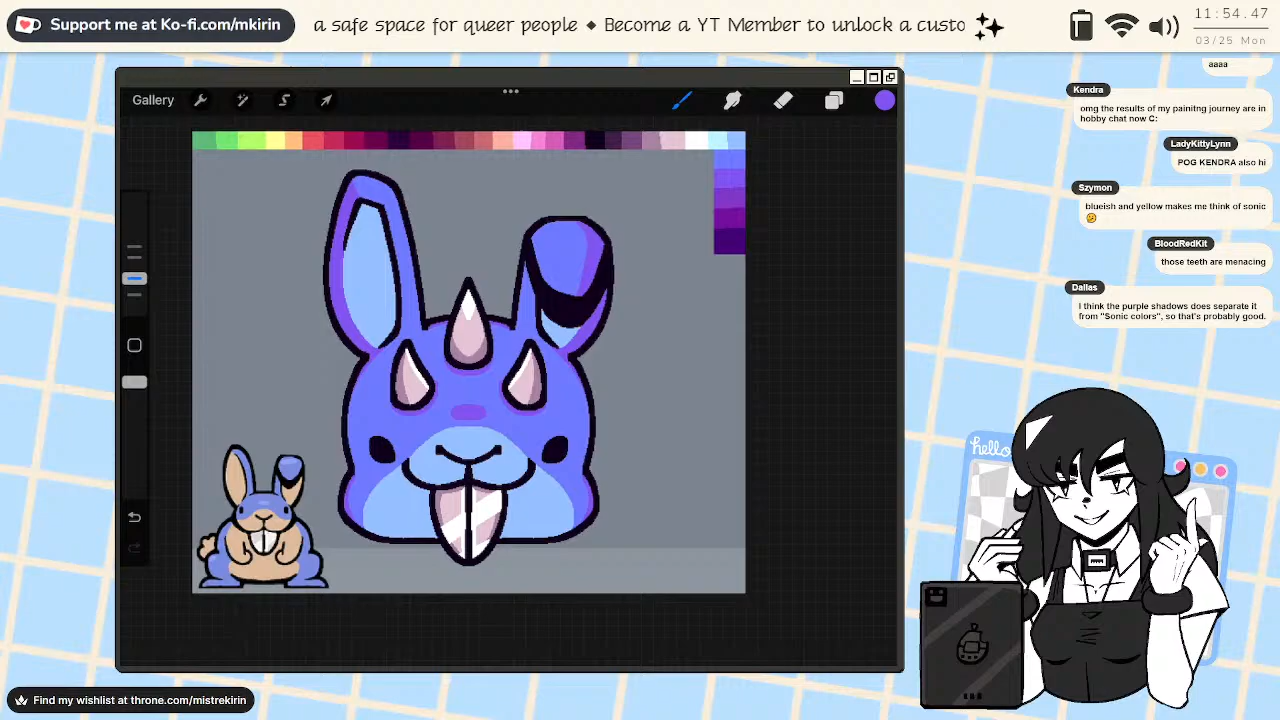 Support me at Ko-fi.com/mkirin
a safe space for queer people ◆ Become a YT Member to unlock a custo
11:54.47
03/25 Mon
Gallery
aaaa
Kendra
omg the results of my painitng journey are in
hobby chat now C:
LadyKittyLynn
POG KENDRA also hi
Szymon
blueish and yellow makes me think of sonic
BloodRedKit
those teeth are menacing
Dallas
I think the purple shadows does separate it
from "Sonic colors", so that's probably good.
hello
Find my wishlist at throne.com/mistrekirin